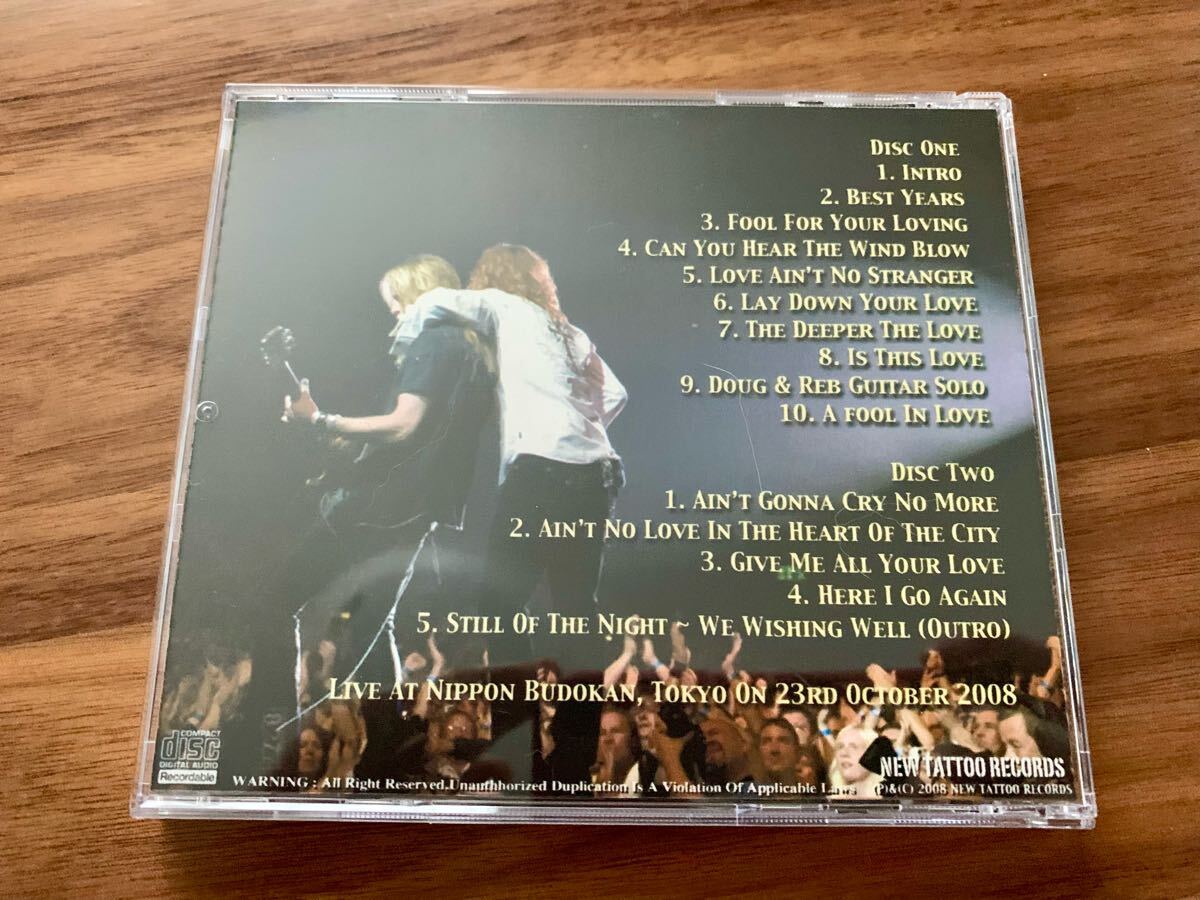 DISC ONE
1. INTRO
2. BEST YEARS
3. FOOL FOR YOUR LOVING
4. CAN YOU HEAR THE WIND BLOW
5. LOVE AIN'T NO STRANGER
6. LAY DOWN YOUR LOVE
7. THE DEEPER THE LOVE
8. IS THIS LOVE
9. DOUG & REB GUITAR SOLO
10. A FOOL IN LOVE
DISC TWO
1. AIN'T GONNA CRY NO MORE
2. AIN'T NO LOVE IN THE HEART OF THE CITY
3. GIVE ME ALL YOUR LOVE
4. HERE I GO AGAIN
5. STILL OF THE NIGHT ~ WE WISHING WELL (OUTRO)
LIVE AT NIPPON BUDOKAN, TOKYO ON 23RD OCTOBER 2008
COMPACT
disc
DIGITAL AUDIO
Recordable
NEW TATTOO RECORDS
WARNING : All Right Reserved.Unauthhorized Duplication Is A Violation Of Applicable Laws
(P)&(C) 2008 NEW TATTOO RECORDS